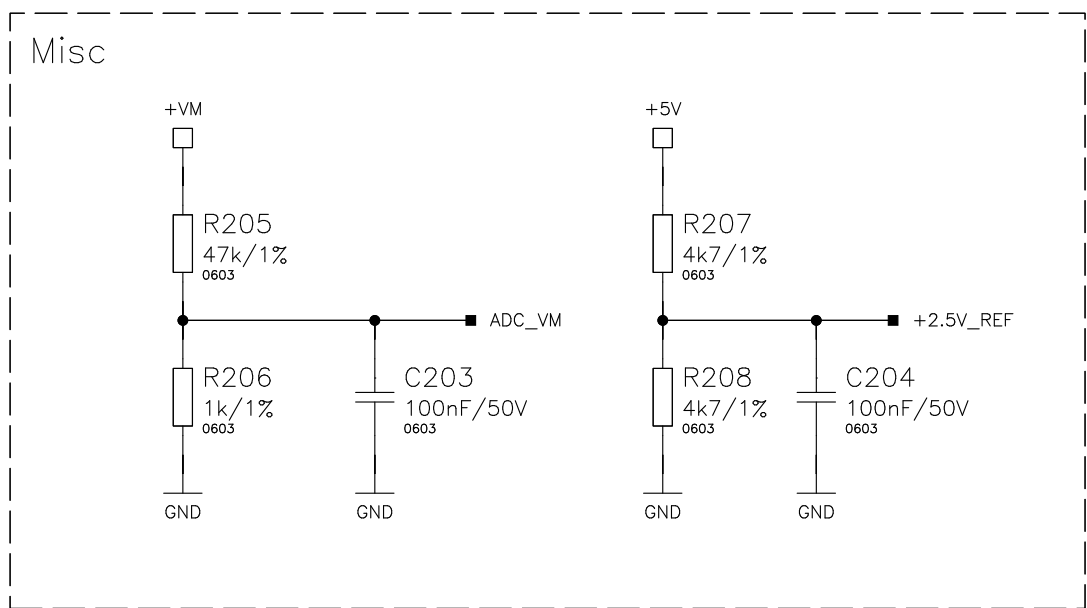 Misc
+VM
R205
47k/1%
0603
ADC_VM
R206
1k/1%
0603
C203
100nF/50V
0603
GND
GND
+5V
R207
4k7/1%
0603
+2.5V_REF
R208
4k7/1%
0603
C204
100nF/50V
0603
GND
GND